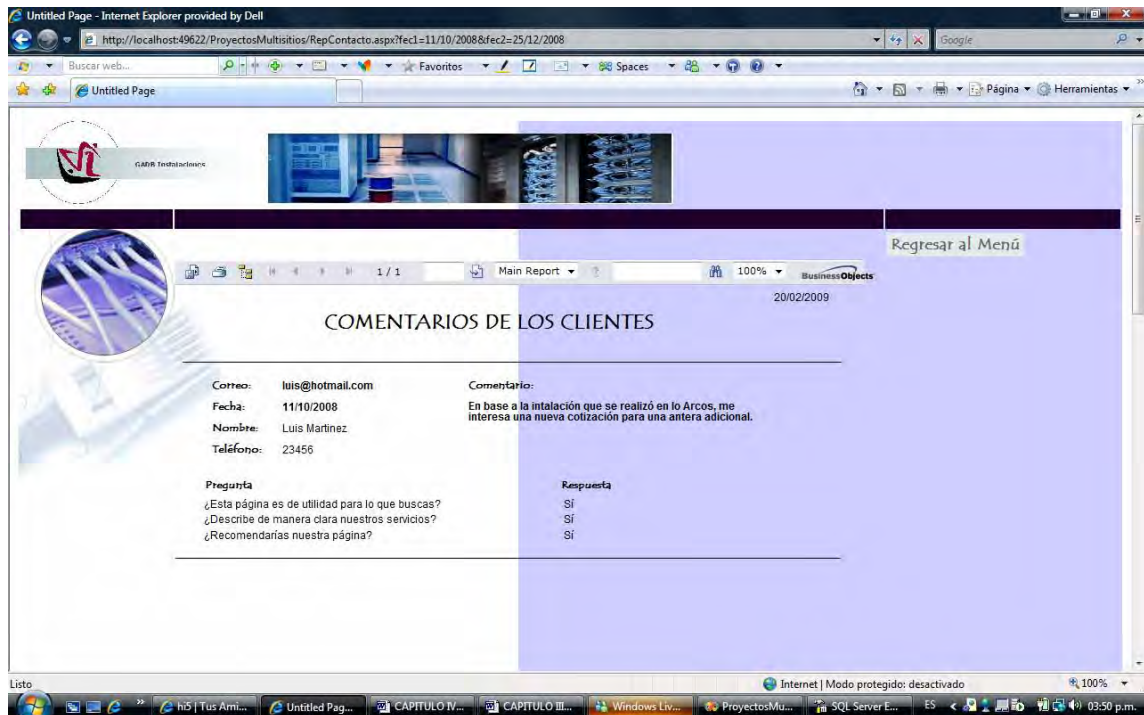 Untitled Page - Internet Explorer provided by Dell
http://localhost:49622/ProyectosMultisitios/RepContacto.aspx?fec1=11/10/2008&fec2=25/12/2008
Google
Buscar web...
Favoritos
Spaces
Untitled Page
Página
Herramientas
GADB Instalaciones
Regresar al Menú
1 / 1
Main Report
100%
BusinessObjects
20/02/2009
COMENTARIOS DE LOS CLIENTES
Correo: luis@hotmail.com
Comentario:
Fecha: 11/10/2008
En base a la intalación que se realizó en lo Arcos, me
interesa una nueva cotización para una antera adicional.
Nombre: Luis Martinez
Teléfono: 23456
Pregunta Respuesta
¿Esta página es de utilidad para lo que buscas? Sí
¿Describe de manera clara nuestros servicios? Sí
¿Recomendarías nuestra página? Sí
Listo
Internet | Modo protegido: desactivado
100%
hi5 | Tus Ami...
Untitled Pag...
CAPITULO IV...
CAPITULO III...
Windows Liv...
ProyectosMu...
SQL Server E...
ES
03:50 p.m.